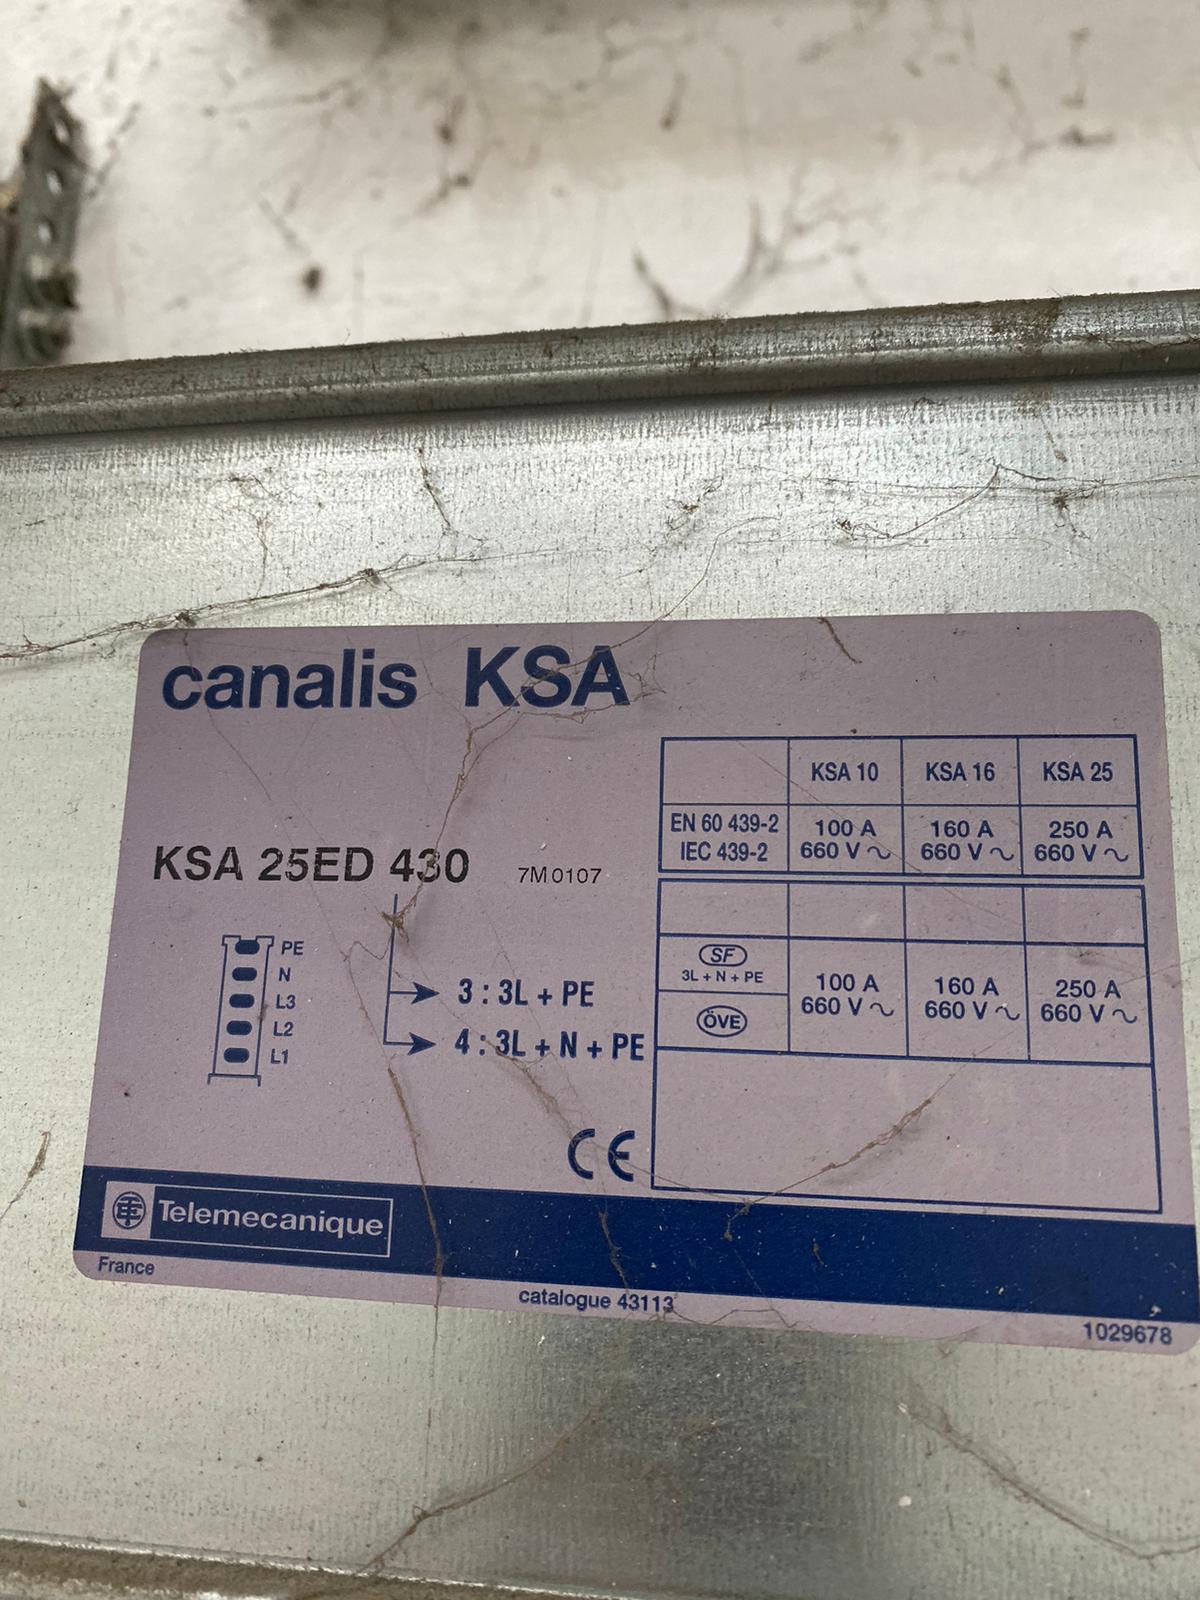 canalis KSA
KSA 25ED 430 7M0107
PE
N
L3
L2
L1
3 : 3L + PE
4 : 3L + N + PE
KSA 10 KSA 16 KSA 25
EN 60 439-2
IEC 439-2
100 A 160 A 250 A
660 V ~ 660 V ~ 660 V ~
SF
3L + N + PE
ÖVE
100 A 160 A 250 A
660 V ~ 660 V ~ 660 V ~
CE
TE Telemecanique
France
catalogue 43113
1029678